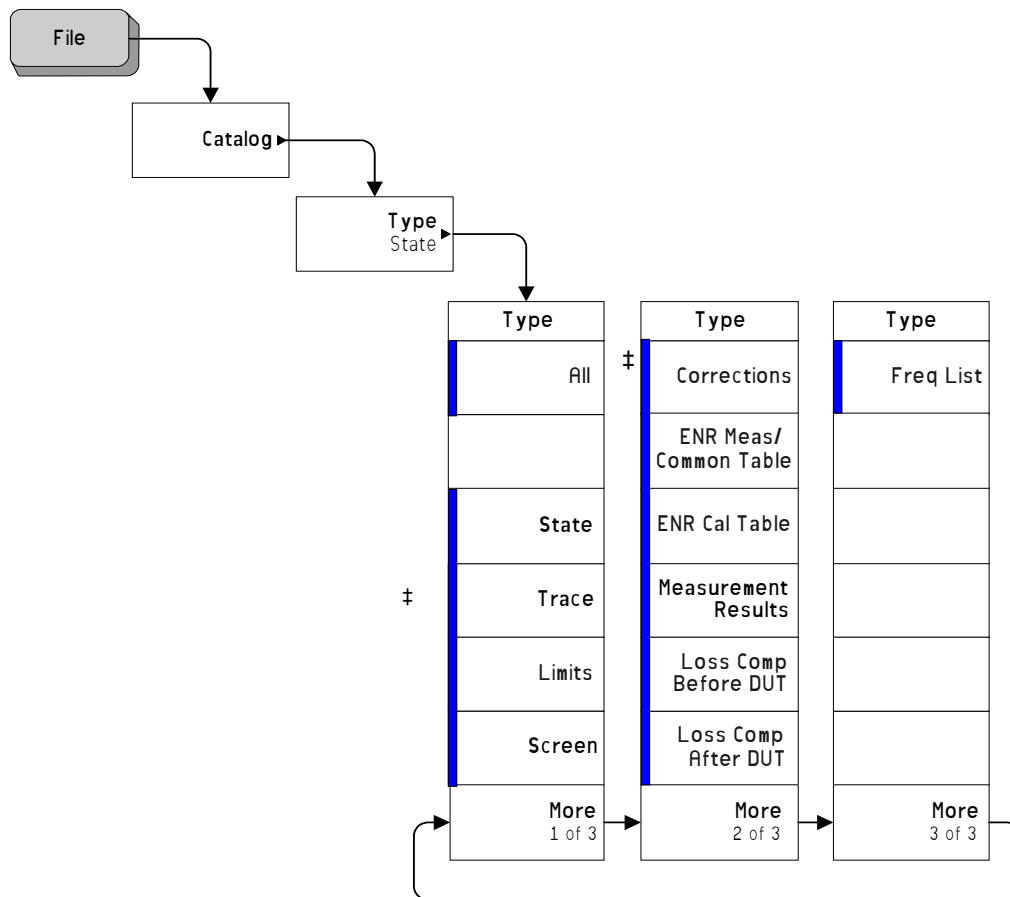 File
Catalog
Type
State
Type
All
State
‡
Trace
Limits
Screen
More
1 of 3
Type
‡
Corrections
ENR Meas/
Common Table
ENR Cal Table
Measurement
Results
Loss Comp
Before DUT
Loss Comp
After DUT
More
2 of 3
Type
Freq List
More
3 of 3